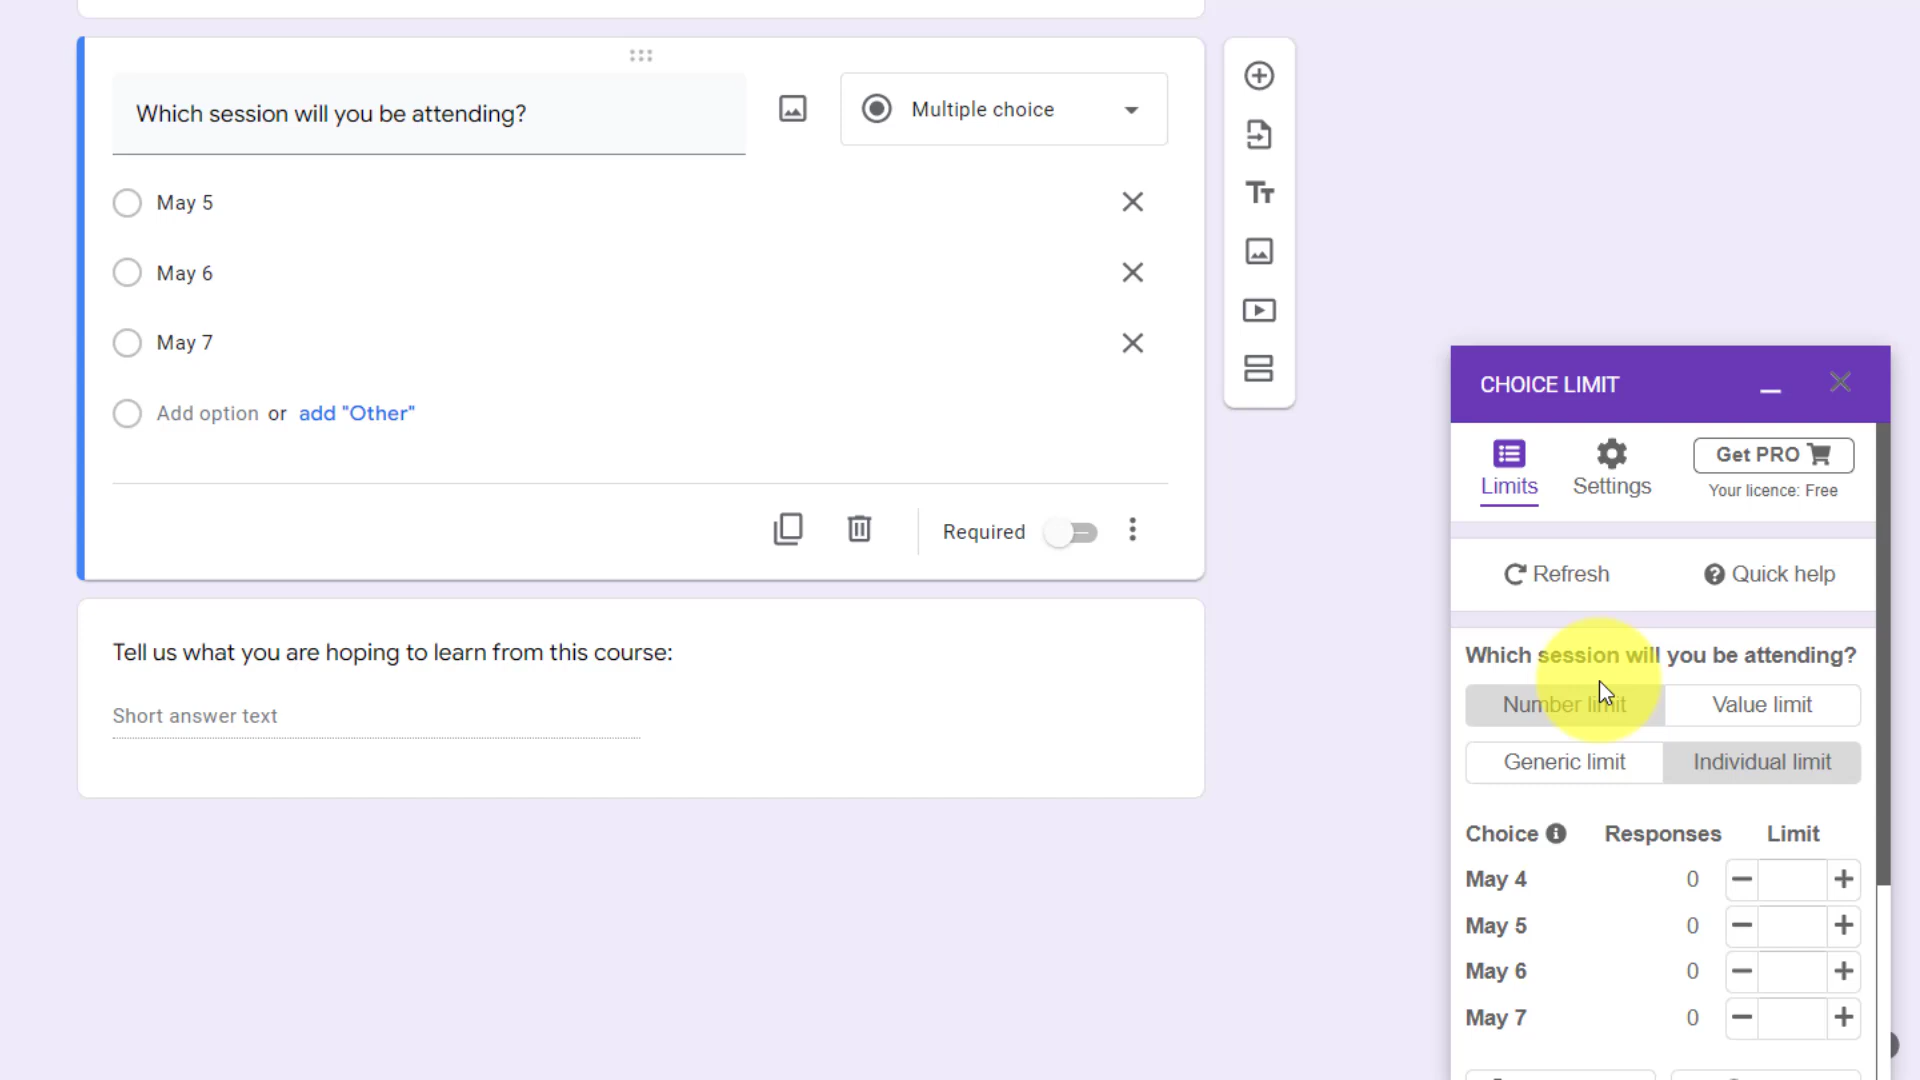 Which session will you be attending?
Multiple choice
May 5
May 6
May 7
Add option or add "Other"
Required
Tell us what you are hoping to learn from this course:
Short answer text
CHOICE LIMIT
Limits
Settings
Get PRO
Your licence: Free
Refresh
Quick help
Which session will you be attending?
Number limit
Value limit
Generic limit
Individual limit
Choice Responses Limit
May 4 0
May 5 0
May 6 0
May 7 0